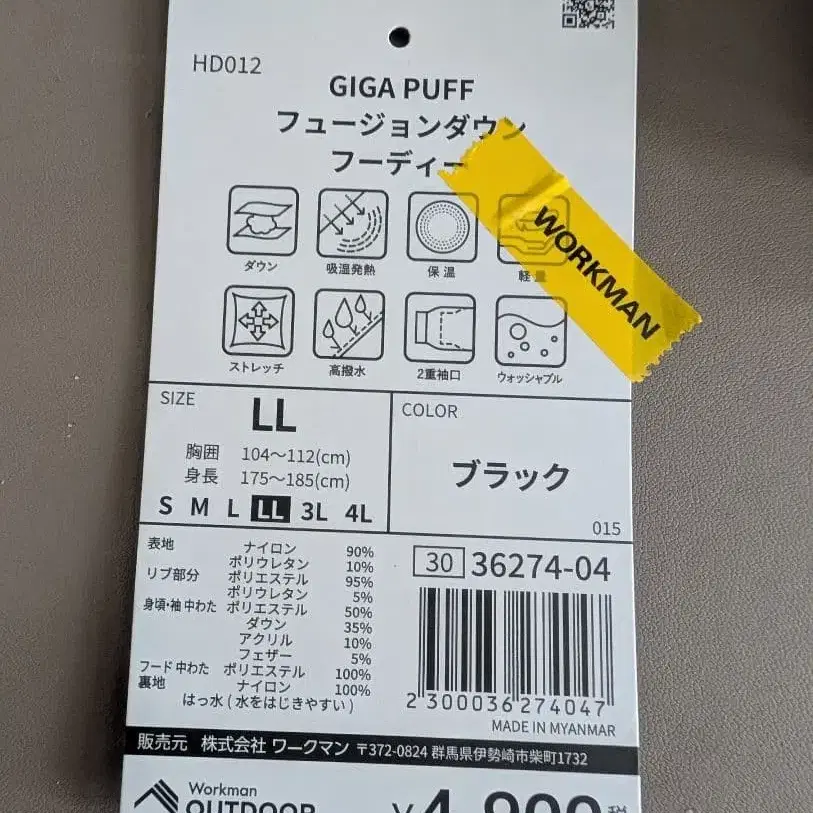 HD012
GIGA PUFF
フュージョンダウン
フーディー
WORKMAN
ダウン 吸湿発熱 保温 軽量
ストレッチ 高撥水 2重袖口 ウォッシャブル
SIZE
LL
胸囲 104〜112(cm)
身長 175〜185(cm)
S M L LL 3L 4L
COLOR
ブラック
015
表地 ナイロン 90%
ポリウレタン 10%
リブ部分 ポリエステル 95%
ポリウレタン 5%
身頃・袖 中わた ポリエステル 50%
ダウン 35%
アクリル 10%
フェザー 5%
フード 中わた ポリエステル 100%
裏地 ナイロン 100%
はっ水 ( 水をはじきやすい )
30 36274-04
2 300036 274047
MADE IN MYANMAR
販売元 株式会社 ワークマン 〒372-0824 群馬県伊勢崎市柴町1732
Workman
OUTDOOR